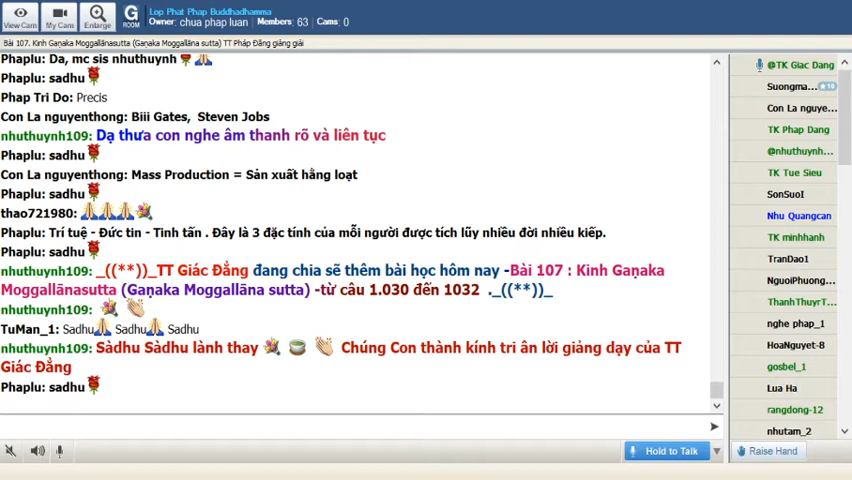 View Cam
My Cam
Enlarge
G
ROOM
Lop Phat Phap Buddhadhamma
Owner: chua phap luan Members: 63 Cams: 0
Bài 107. Kinh Gaṇaka Moggallānasutta (Gaṇaka Moggallāna sutta) TT Pháp Đăng giảng giải
Phaplu: Dạ, mc sis nhuthuynh
Phaplu: sadhu
Phap Tri Do: Precis
Con La nguyenthong: Biii Gates, Steven Jobs
nhuthuynh109: Dạ thưa con nghe âm thanh rõ và liên tục
Phaplu: sadhu
Con La nguyenthong: Mass Production = Sản xuất hằng loạt
Phaplu: sadhu
thao721980:
Phaplu: Trí tuệ - Đức tin - Tinh tấn . Đây là 3 đặc tính của mỗi người được tích lũy nhiều đời nhiều kiếp.
Phaplu: sadhu
nhuthuynh109: _((**))_TT Giác Đẳng đang chia sẽ thêm bài học hôm nay -Bài 107 : Kinh Gaṇaka
Moggallānasutta (Gaṇaka Moggallāna sutta) -từ câu 1.030 đến 1032 ._((**))_
nhuthuynh109:
TuMan_1: Sadhu Sadhu Sadhu
nhuthuynh109: Sàdhu Sàdhu lành thay Chúng Con thành kính tri ân lời giảng dạy của TT
Giác Đẳng
Phaplu: sadhu
@TK Giac Dang
Suongma... 10
Con La nguye...
TK Phap Dang
@nhuthuynh...
TK Tue Sieu
SonSuoI
Nhu Quangcan
TK minhhanh
TranDao1
NguoiPhuong...
ThanhThuyrT...
nghe phap_1
HoaNguyet-8
gosbel_1
Lua Ha
rangdong-12
nhutam_2
Hold to Talk
Raise Hand